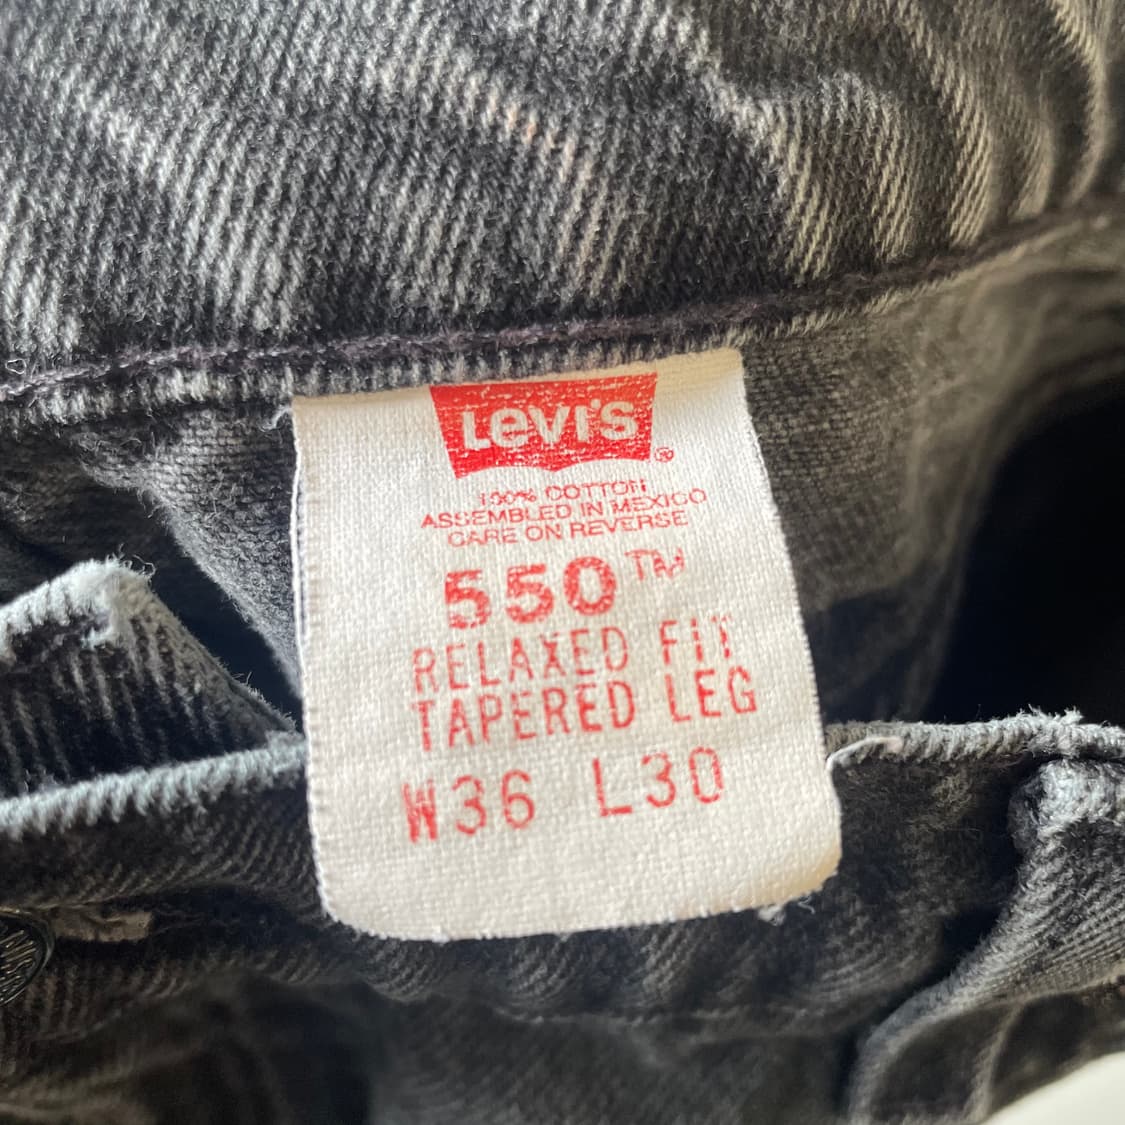 Levi's ®
100% COTTON
ASSEMBLED IN MEXICO
CARE ON REVERSE
550™
RELAXED FIT
TAPERED LEG
W36 L30